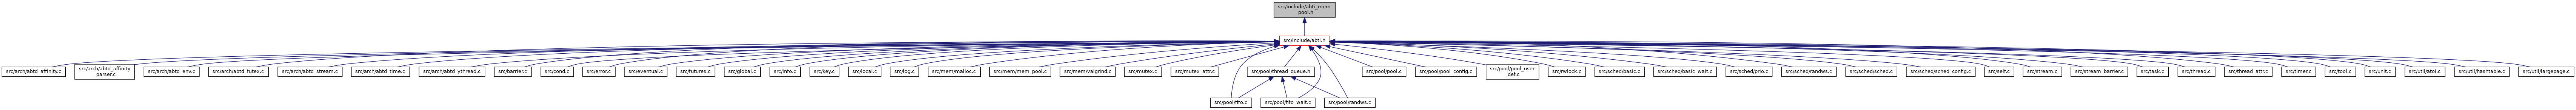 src/include/abti_mem
_pool.h
src/include/abti.h
src/arch/abtd_affinity.c
src/arch/abtd_affinity
_parser.c
src/arch/abtd_env.c
src/arch/abtd_futex.c
src/arch/abtd_stream.c
src/arch/abtd_time.c
src/arch/abtd_ythread.c
src/barrier.c
src/cond.c
src/error.c
src/eventual.c
src/futures.c
src/global.c
src/info.c
src/key.c
src/local.c
src/log.c
src/mem/malloc.c
src/mem/mem_pool.c
src/mem/valgrind.c
src/mutex.c
src/mutex_attr.c
src/pool/thread_queue.h
src/pool/pool.c
src/pool/pool_config.c
src/pool/pool_user
_def.c
src/rwlock.c
src/sched/basic.c
src/sched/basic_wait.c
src/sched/prio.c
src/sched/randws.c
src/sched/sched.c
src/sched/sched_config.c
src/self.c
src/stream.c
src/stream_barrier.c
src/task.c
src/thread.c
src/thread_attr.c
src/timer.c
src/tool.c
src/unit.c
src/util/atoi.c
src/util/hashtable.c
src/util/largepage.c
src/pool/fifo.c
src/pool/fifo_wait.c
src/pool/randws.c